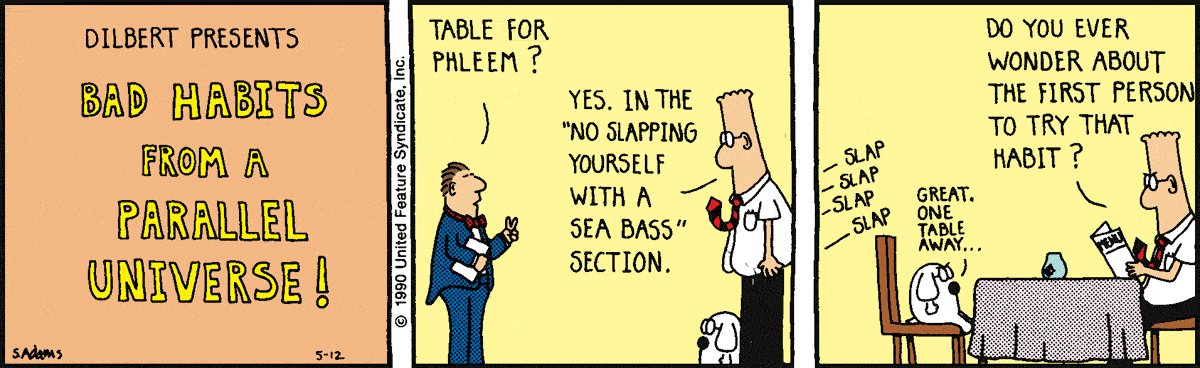 DILBERT PRESENTS
BAD HABITS
FROM A
PARALLEL
UNIVERSE!
S.Adams
5-12
© 1990 United Feature Syndicate, Inc.
TABLE FOR
PHLEEM?
YES. IN THE
"NO SLAPPING
YOURSELF
WITH A
SEA BASS"
SECTION.
SLAP
SLAP
SLAP
SLAP
GREAT.
ONE
TABLE
AWAY...
DO YOU EVER
WONDER ABOUT
THE FIRST PERSON
TO TRY THAT
HABIT?
MENU